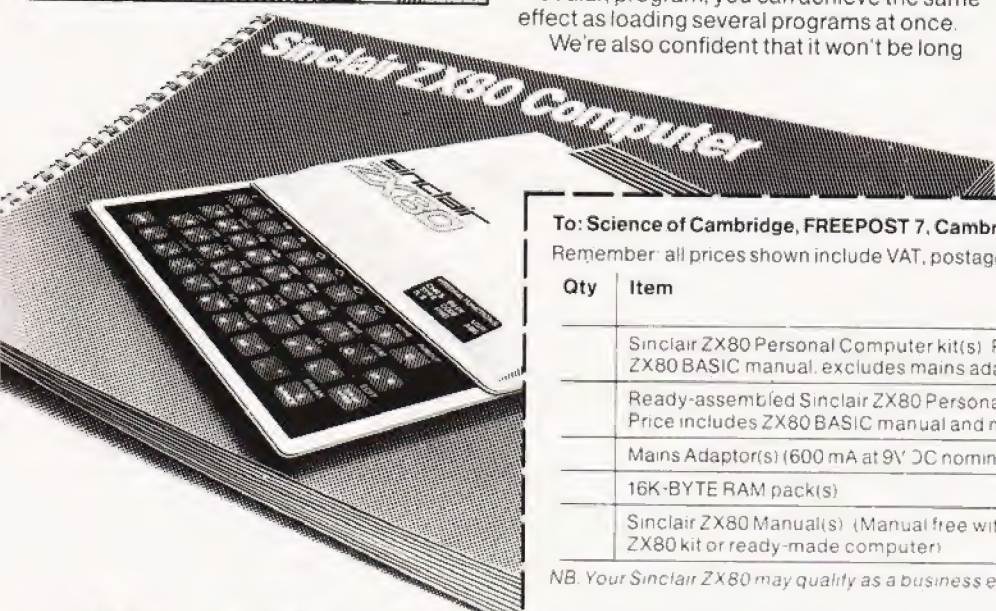 effect as loading several programs at once.
We're also confident that it won't be long
Sinclair ZX80 Computer
sinclair
ZX80
To: Science of Cambridge, FREEPOST 7, Cambr
Remember: all prices shown include VAT, postage
Qty Item
Sinclair ZX80 Personal Computer kit(s)
ZX80 BASIC manual, excludes mains ada
Ready-assembled Sinclair ZX80 Persona
Price includes ZX80 BASIC manual and
Mains Adaptor(s) (600 mA at 9V DC nomin
16K-BYTE RAM pack(s)
Sinclair ZX80 Manual(s) (Manual free wit
ZX80 kit or ready-made computer)
NB. Your Sinclair ZX80 may qualify as a business e